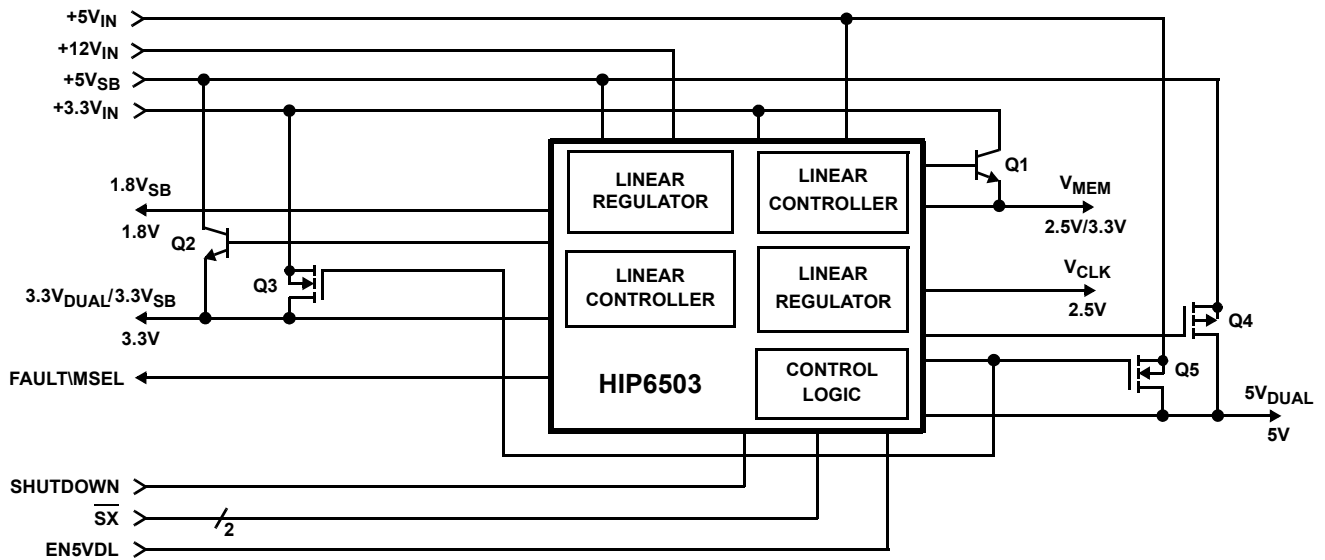 +5VIN
+12VIN
+5VSB
+3.3VIN
1.8VSB
1.8V
Q2
Q3
3.3VDUAL/3.3VSB
3.3V
FAULT\MSEL
SHUTDOWN
SX
2
EN5VDL
LINEAR
REGULATOR
LINEAR
CONTROLLER
LINEAR
CONTROLLER
LINEAR
REGULATOR
HIP6503
CONTROL
LOGIC
Q1
VMEM
2.5V/3.3V
VCLK
2.5V
Q4
Q5
5VDUAL
5V